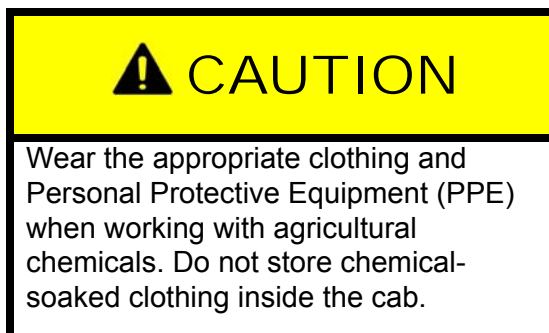 CAUTION
Wear the appropriate clothing and
Personal Protective Equipment (PPE)
when working with agricultural
chemicals. Do not store chemical-
soaked clothing inside the cab.